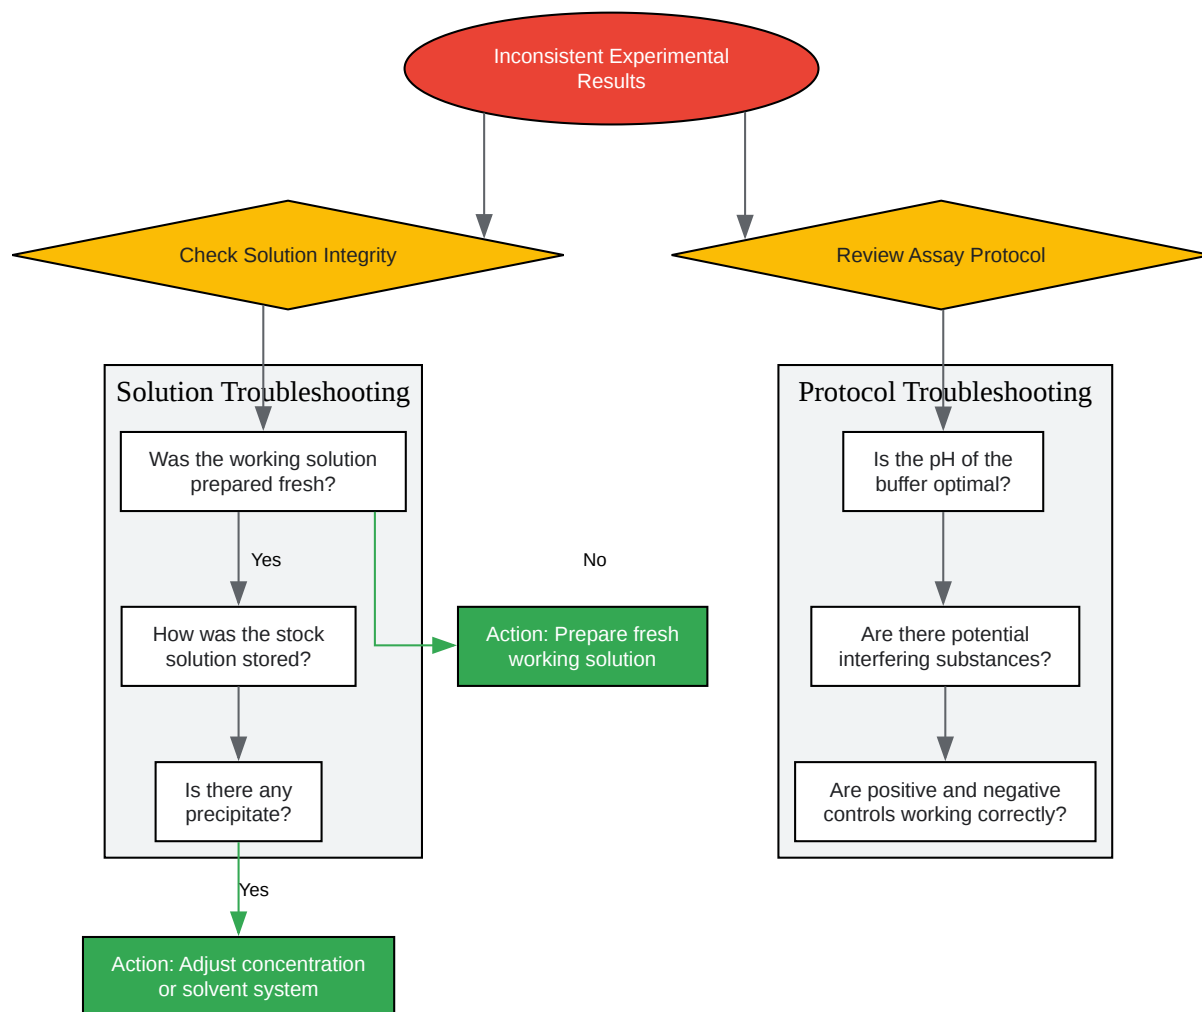 Inconsistent Experimental
Results
Check Solution Integrity
Review Assay Protocol
Solution Troubleshooting
Was the working solution
prepared fresh?
Yes
No
How was the stock
solution stored?
Action: Prepare fresh
working solution
Is there any
precipitate?
Yes
Action: Adjust concentration
or solvent system
Protocol Troubleshooting
Is the pH of the
buffer optimal?
Are there potential
interfering substances?
Are positive and negative
controls working correctly?